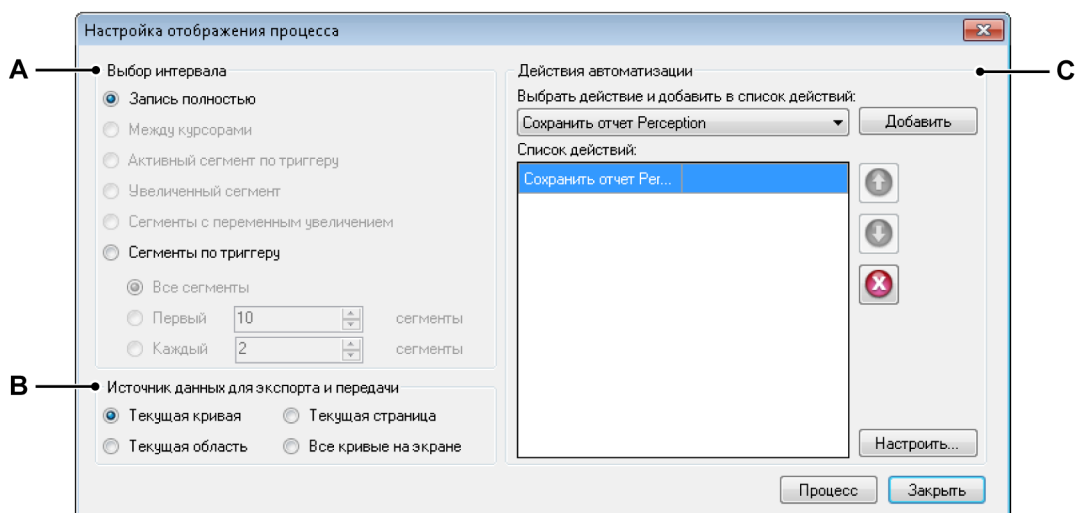 Настройка отображения процесса
A
Выбор интервала
Запись полностью
Между курсорами
Активный сегмент по триггеру
Увеличенный сегмент
Сегменты с переменным увеличением
Сегменты по триггеру
Все сегменты
Первый 10 сегменты
Каждый 2 сегменты
B
Источник данных для экспорта и передачи
Текущая кривая Текущая страница
Текущая область Все кривые на экране
Действия автоматизации
C
Выбрать действие и добавить в список действий:
Сохранить отчет Perception Добавить
Список действий:
Сохранить отчет Per...
Настроить...
Процесс Закрыть